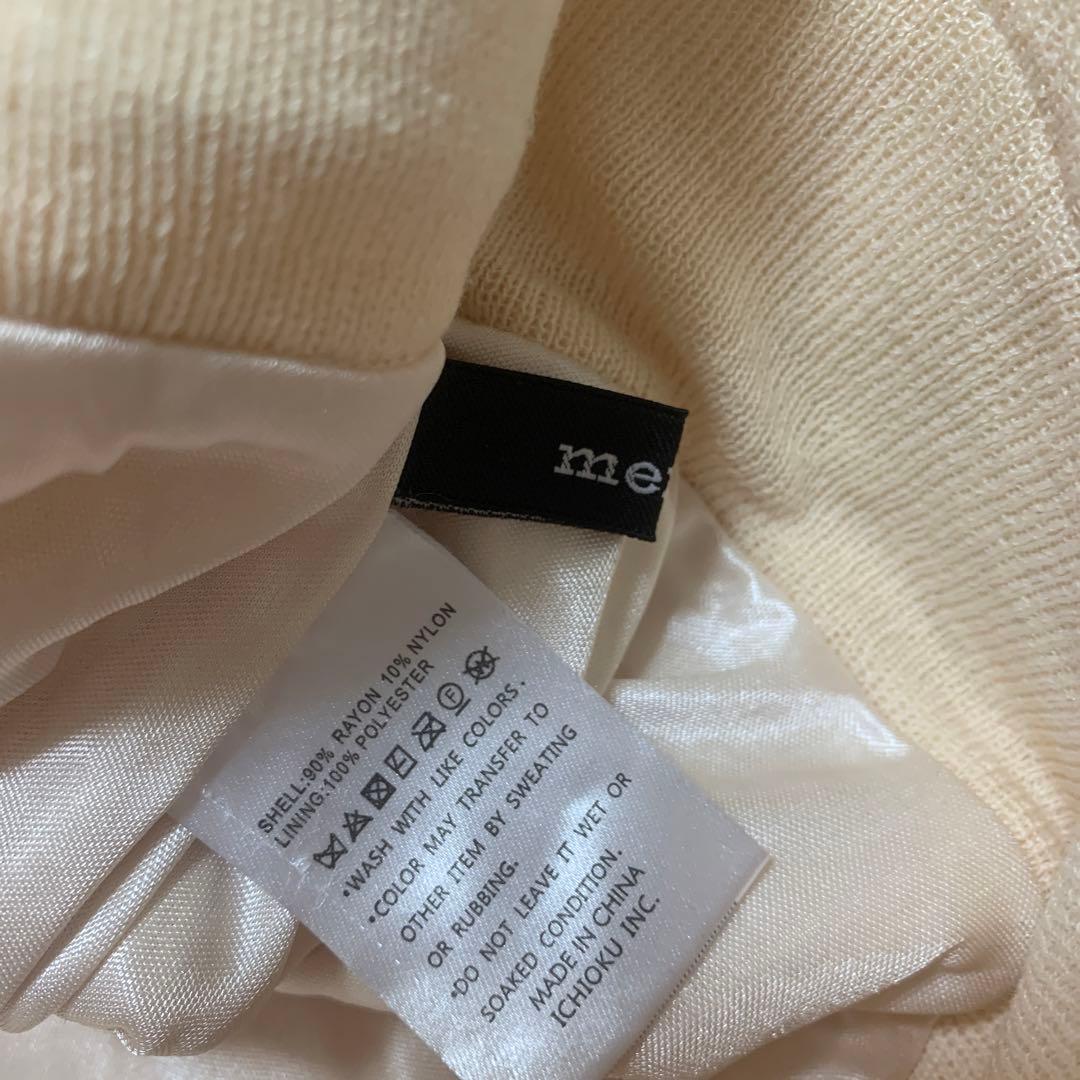 me
SHELL:90% RAYON 10% NYLON
LINING:100% POLYESTER
F
•WASH WITH LIKE COLORS.
•COLOR MAY TRANSFER TO
OTHER ITEM BY SWEATING
OR RUBBING.
•DO NOT LEAVE IT WET OR
SOAKED CONDITION.
MADE IN CHINA
ICHIOKU INC.